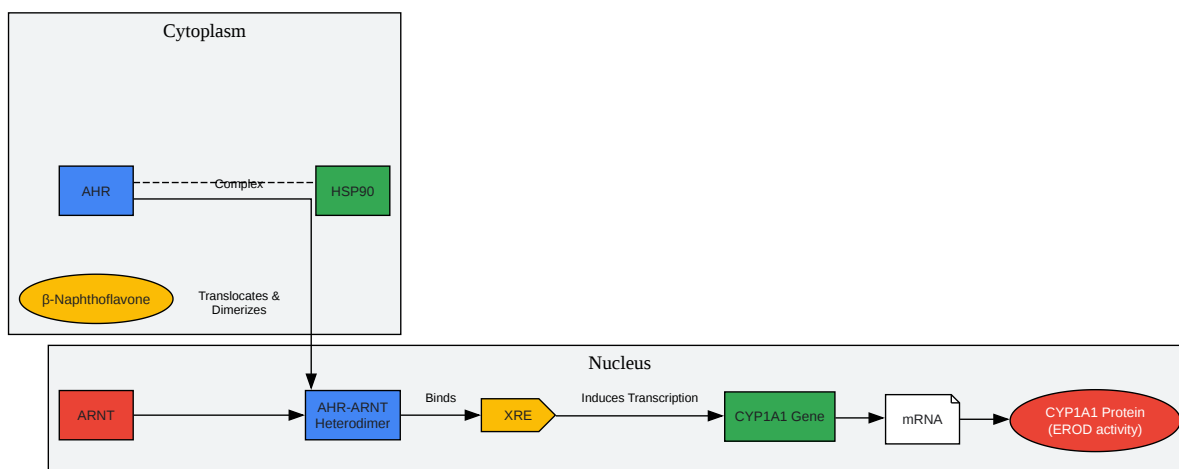 Cytoplasm
AHR
Complex
HSP90
β-Naphthoflavone
Translocates &
Dimerizes
Nucleus
ARNT
AHR-ARNT
Heterodimer
Binds
XRE
Induces Transcription
CYP1A1 Gene
mRNA
CYP1A1 Protein
(EROD activity)